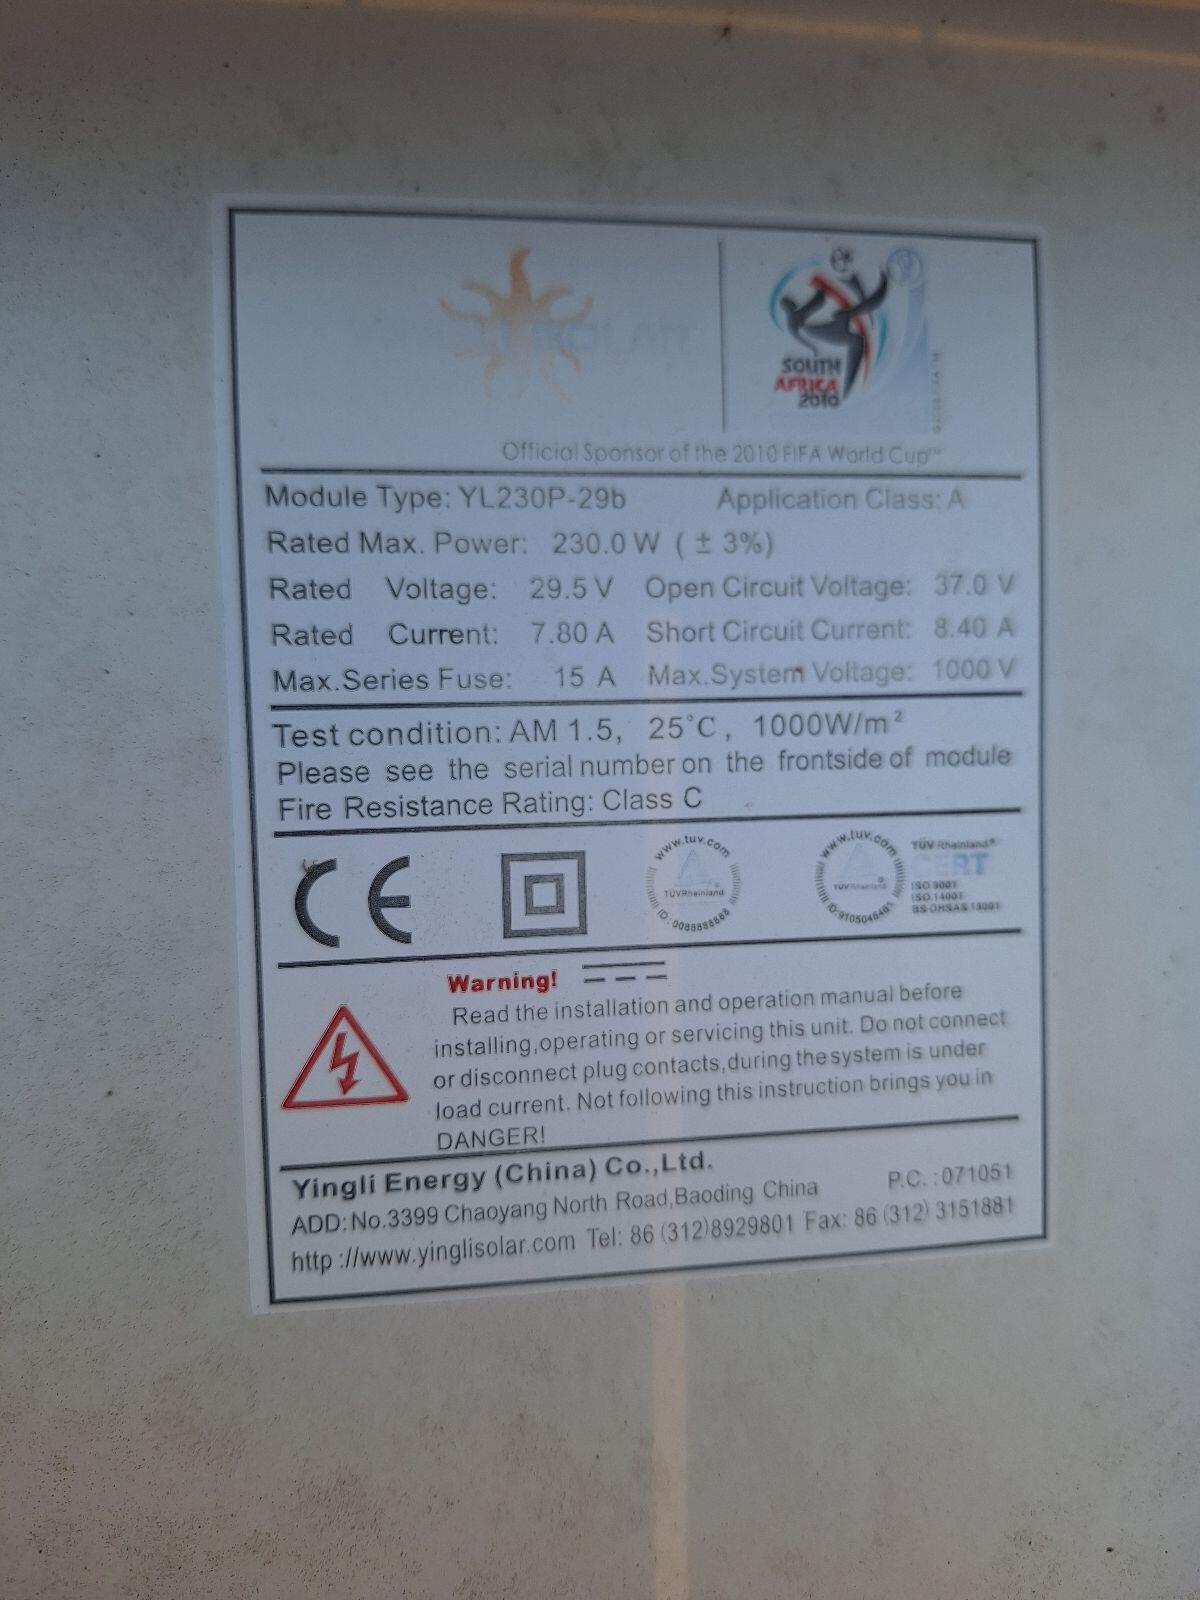 SOUTH
AFRICA
2010
Official Sponsor of the 2010 FIFA World Cup™
Module Type: YL230P-29b Application Class: A
Rated Max. Power: 230.0 W ( ± 3%)
Rated Voltage: 29.5 V Open Circuit Voltage: 37.0 V
Rated Current: 7.80 A Short Circuit Current: 8.40 A
Max.Series Fuse: 15 A Max.System Voltage: 1000 V
Test condition: AM 1.5, 25°C , 1000W/m²
Please see the serial number on the frontside of module
Fire Resistance Rating: Class C
CE
www.tuv.com
TÜVRheinland®
www.tuv.com
TÜVRheinland®
TÜVRheinland®
CERT
ISO 9001
ISO 14001
BS OHSAS 18001
Warning!
Read the installation and operation manual before
installing,operating or servicing this unit. Do not connect
or disconnect plug contacts,during the system is under
load current. Not following this instruction brings you in
DANGER!
Yingli Energy (China) Co.,Ltd.
ADD: No.3399 Chaoyang North Road,Baoding China P.C. : 071051
http ://www.yinglisolar.com Tel: 86 (312)8929801 Fax: 86 (312) 3151881